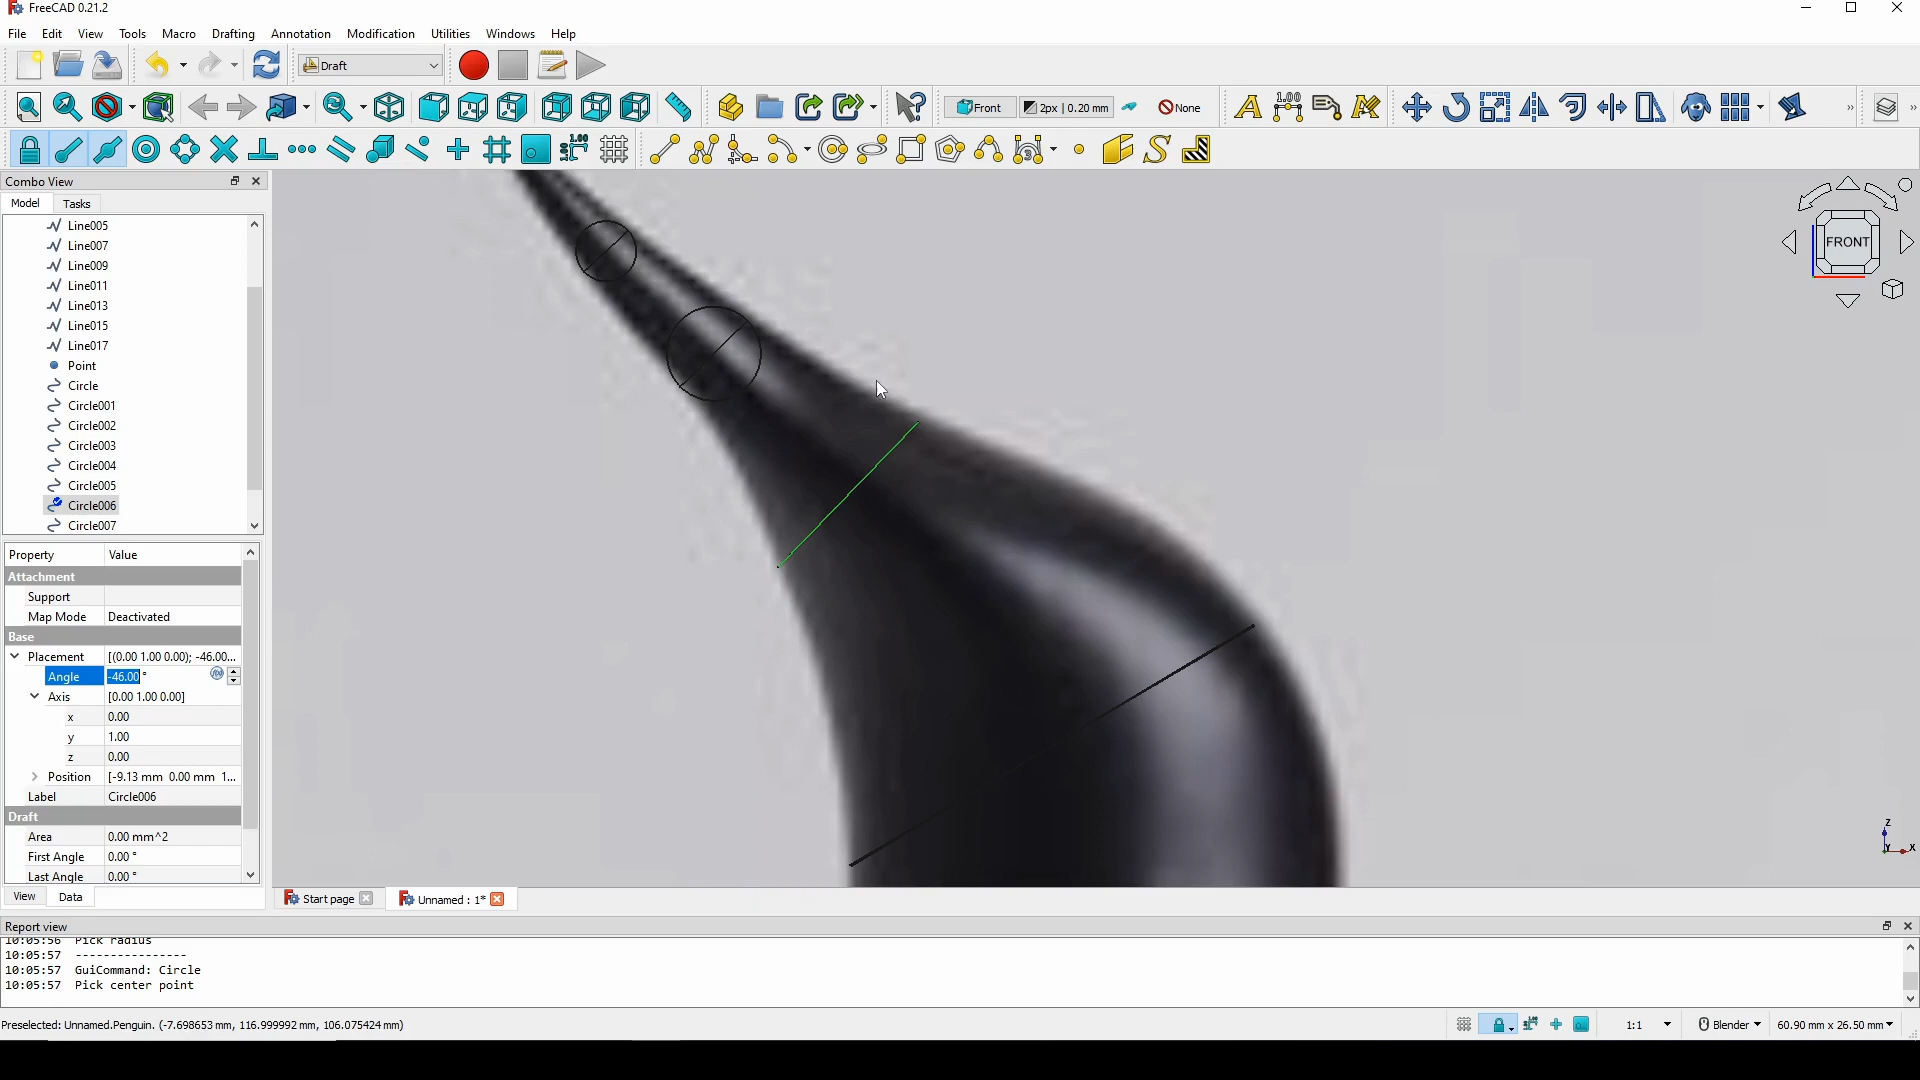 FreeCAD 0.21.2
File Edit View Tools Macro Drafting Annotation Modification Utilities Windows Help
Draft
Front 2px | 0.20 mm None
Combo View
Model Tasks
Line005
Line007
Line009
Line011
Line013
Line015
Line017
Point
Circle
Circle001
Circle002
Circle003
Circle004
Circle005
Circle006
Circle007
Property Value
Attachment
Support
Map Mode Deactivated
Base
Placement [(0.00 1.00 0.00); -46.00...
Angle -46.00 °
Axis [0.00 1.00 0.00]
x 0.00
y 1.00
z 0.00
Position [-9.13 mm 0.00 mm 1...
Label Circle006
Draft
Area 0.00 mm^2
First Angle 0.00 °
Last Angle 0.00 °
View Data
FRONT
Z
Y X
Start page Unnamed : 1*
Report view
10:05:56 Pick radius
10:05:57 ----------------
10:05:57 GuiCommand: Circle
10:05:57 Pick center point
Preselected: Unnamed.Penguin. (-7.698653 mm, 116.999992 mm, 106.075424 mm)
1:1 Blender 60.90 mm x 26.50 mm